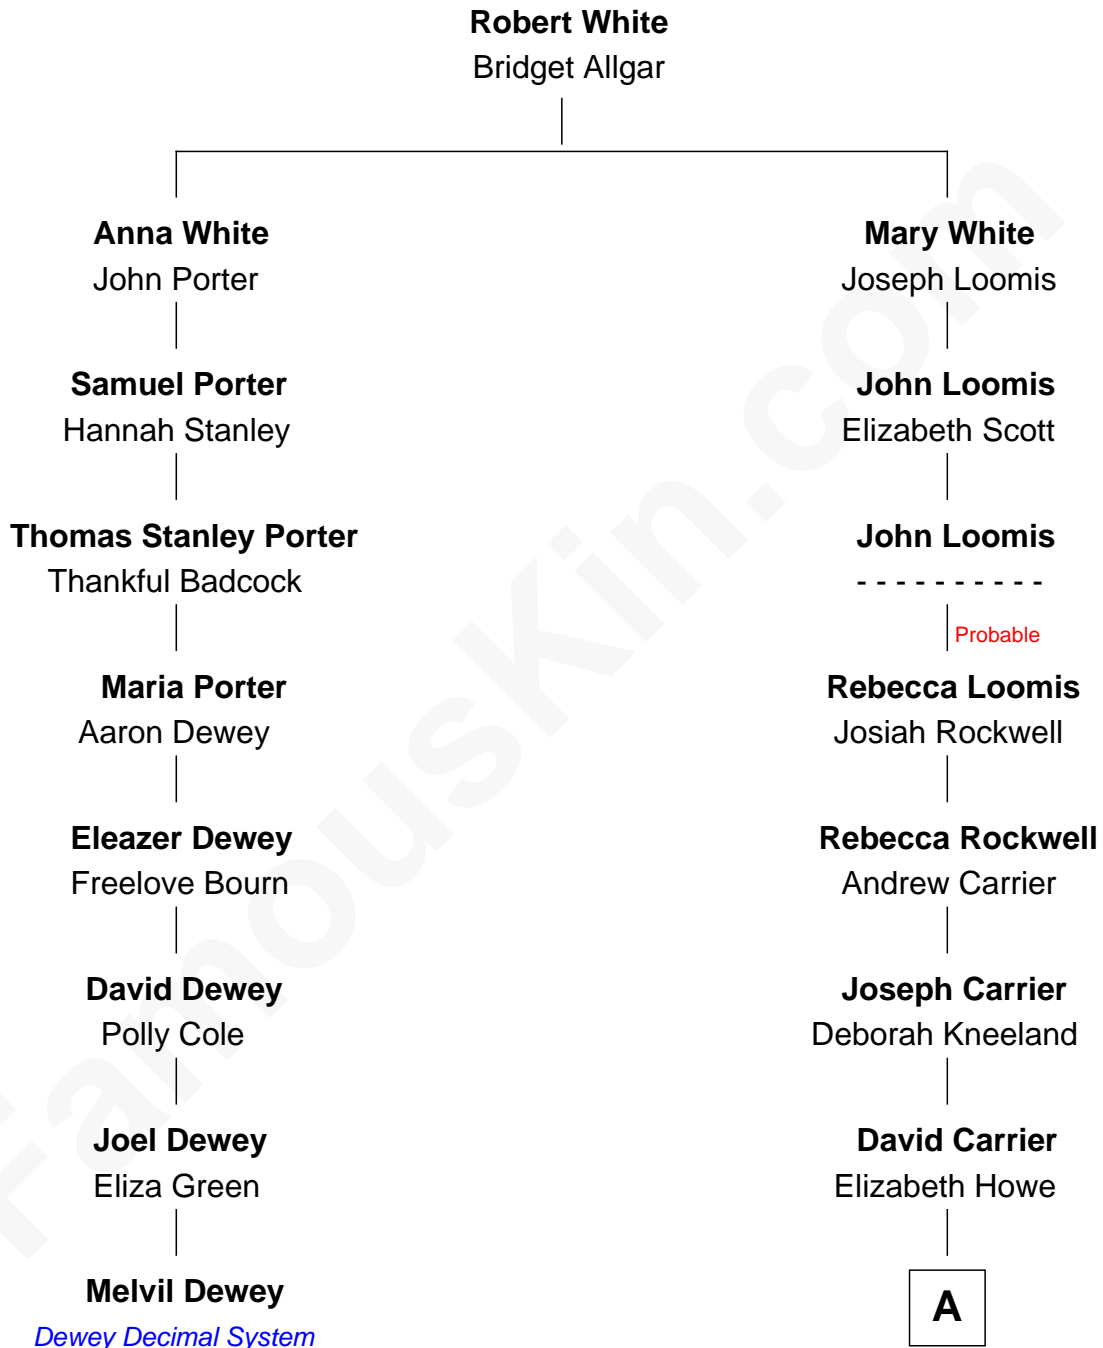 Robert White
Bridget Allgar
Anna White
John Porter
Mary White
Joseph Loomis
Samuel Porter
Hannah Stanley
John Loomis
Elizabeth Scott
Thomas Stanley Porter
Thankful Badcock
John Loomis
- - - - - - - - - -
Probable
Maria Porter
Aaron Dewey
Rebecca Loomis
Josiah Rockwell
Eleazer Dewey
Freelove Bourn
Rebecca Rockwell
Andrew Carrier
David Dewey
Polly Cole
Joseph Carrier
Deborah Kneeland
Joel Dewey
Eliza Green
David Carrier
Elizabeth Howe
Melvil Dewey
Dewey Decimal System
A
FamousKin.com